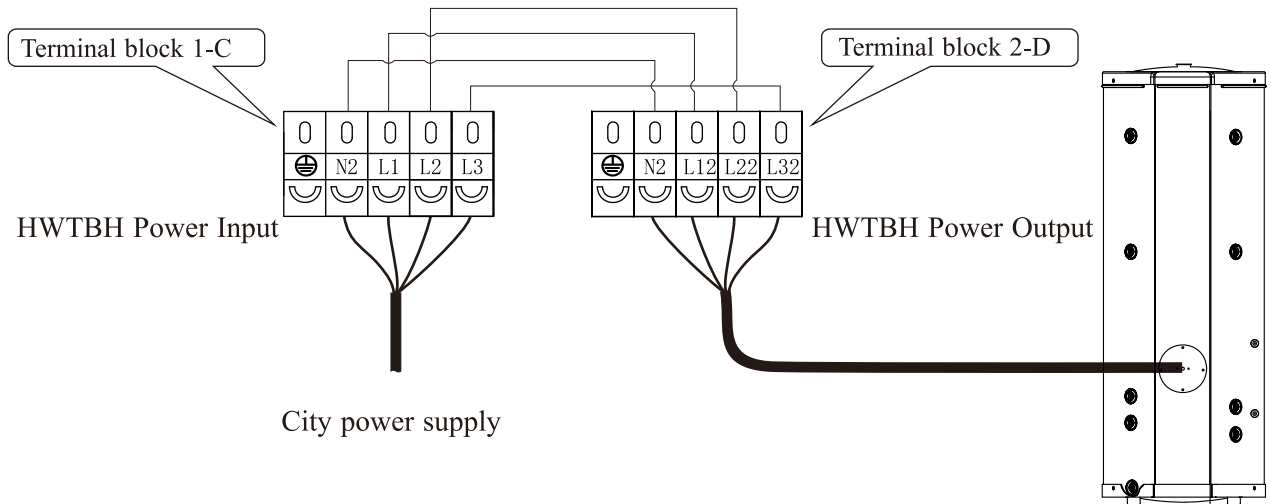 Terminal block 1-C
Terminal block 2-D
N2 L1 L2 L3
N2 L12 L22 L32
HWTBH Power Input
HWTBH Power Output
City power supply